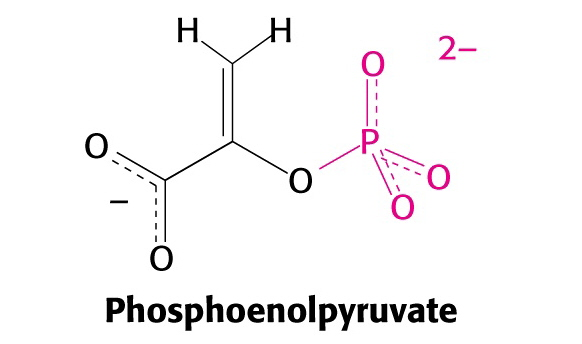 H H
O 2–
O P
O O
O
–
O
Phosphoenolpyruvate